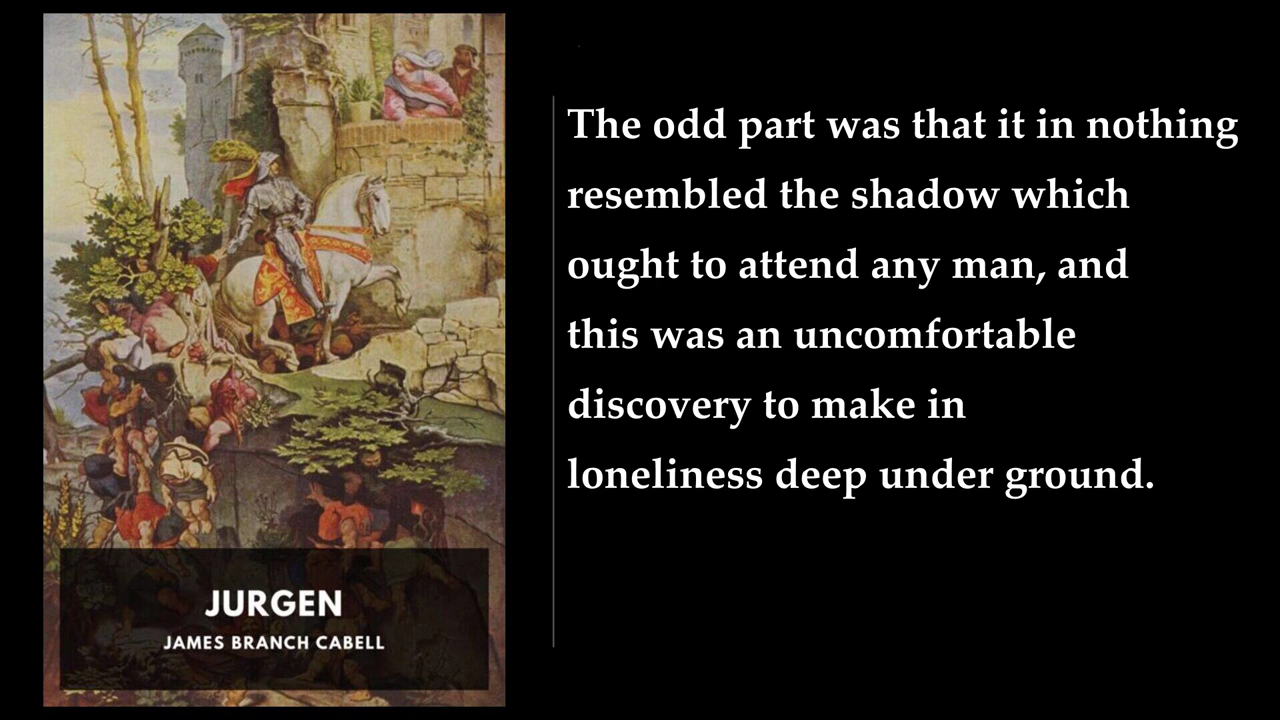 The odd part was that it in nothing
resembled the shadow which
ought to attend any man, and
this was an uncomfortable
discovery to make in
loneliness deep under ground.
JURGEN
JAMES BRANCH CABELL